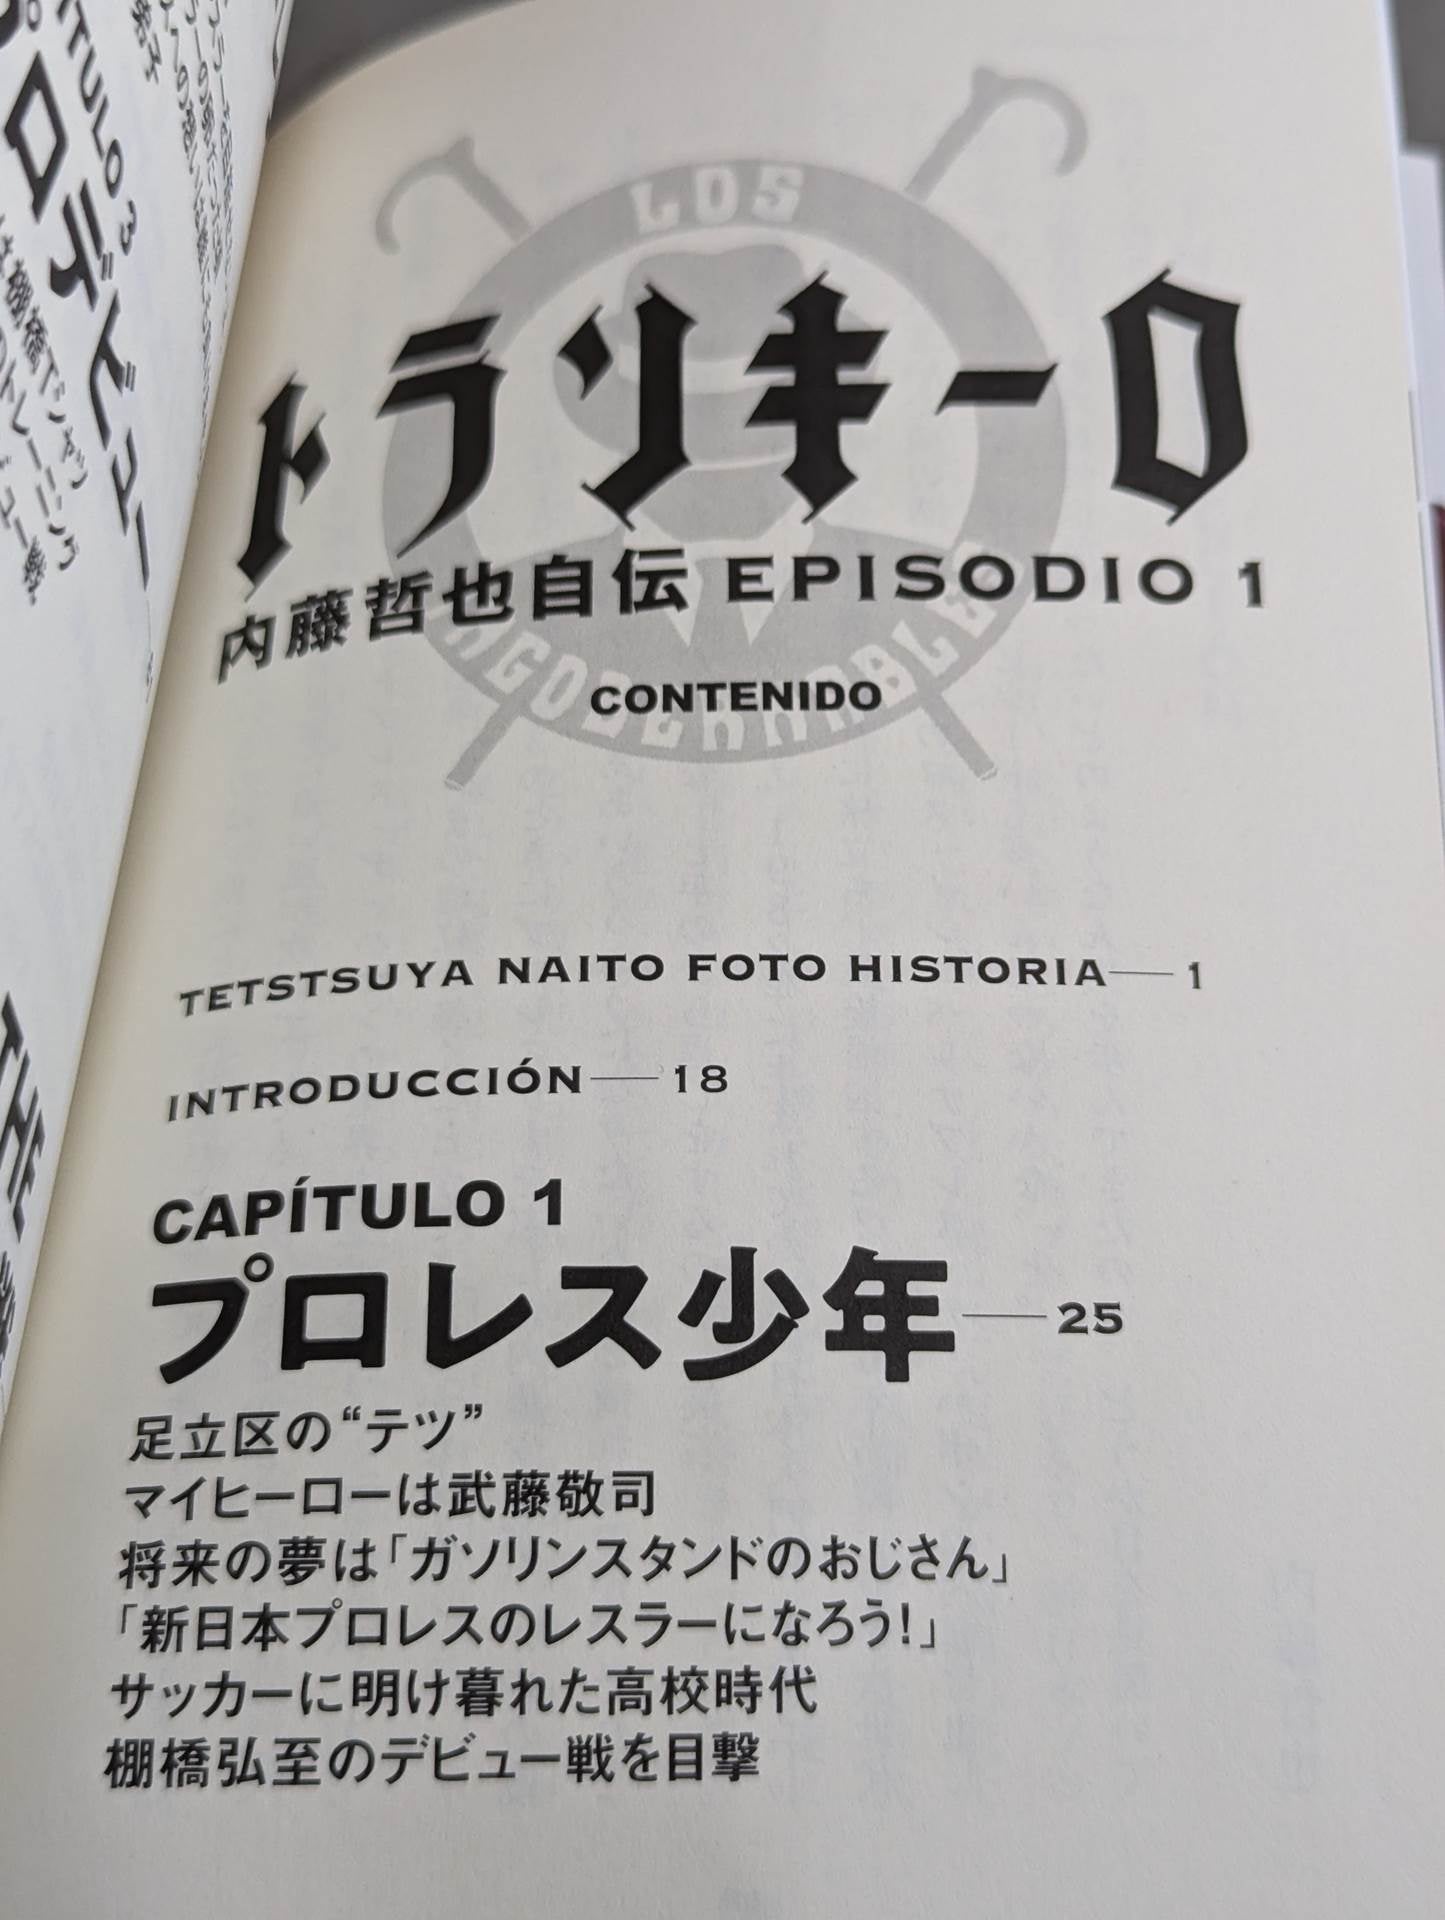 LOS
トランキーロ
内藤哲也自伝 EPISODIO 1
CONTENIDO
TETSTSUYA NAITO FOTO HISTORIA 1
INTRODUCCIÓN 18
CAPÍTULO 1
プロレス少年 25
足立区の“テツ”
マイヒーローは武藤敬司
将来の夢は「ガソリンスタンドのおじさん」
「新日本プロレスのレスラーになろう！」
サッカーに明け暮れた高校時代
棚橋弘至のデビュー戦を目撃